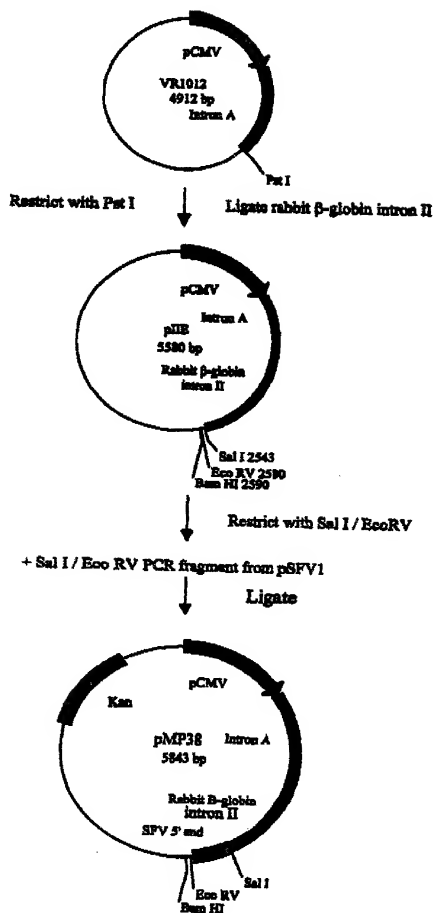 pCMV
VR1012
4912 bp
Intron A
Pst I
Restrict with Pst I
Ligate rabbit β-globin intron II
pCMV
Intron A
pIIB
5580 bp
Rabbit β-globin
intron II
Sal I 2543
Eco RV 2580
Bam HI 2590
Restrict with Sal I / EcoRV
+ Sal I / Eco RV PCR fragment from pSFV1
Ligate
pCMV
Kan
pMP38
Intron A
5843 bp
Rabbit B-globin
intron II
SFV 5' end
Sal I
Eco RV
Bam HI